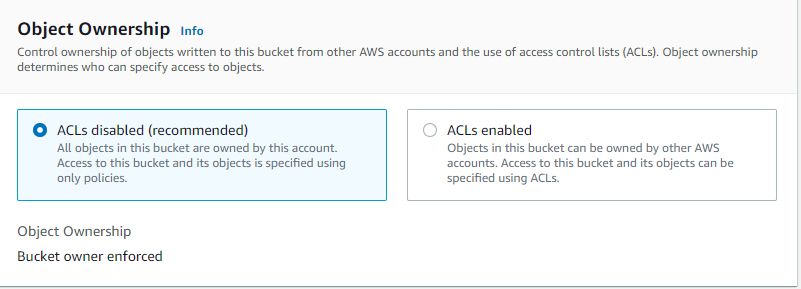 Object Ownership Info
Control ownership of objects written to this bucket from other AWS accounts and the use of access control lists (ACLs). Object ownership
determines who can specify access to objects.
ACLs disabled (recommended)
All objects in this bucket are owned by this account.
Access to this bucket and its objects is specified using
only policies.
ACLs enabled
Objects in this bucket can be owned by other AWS
accounts. Access to this bucket and its objects can be
specified using ACLs.
Object Ownership
Bucket owner enforced